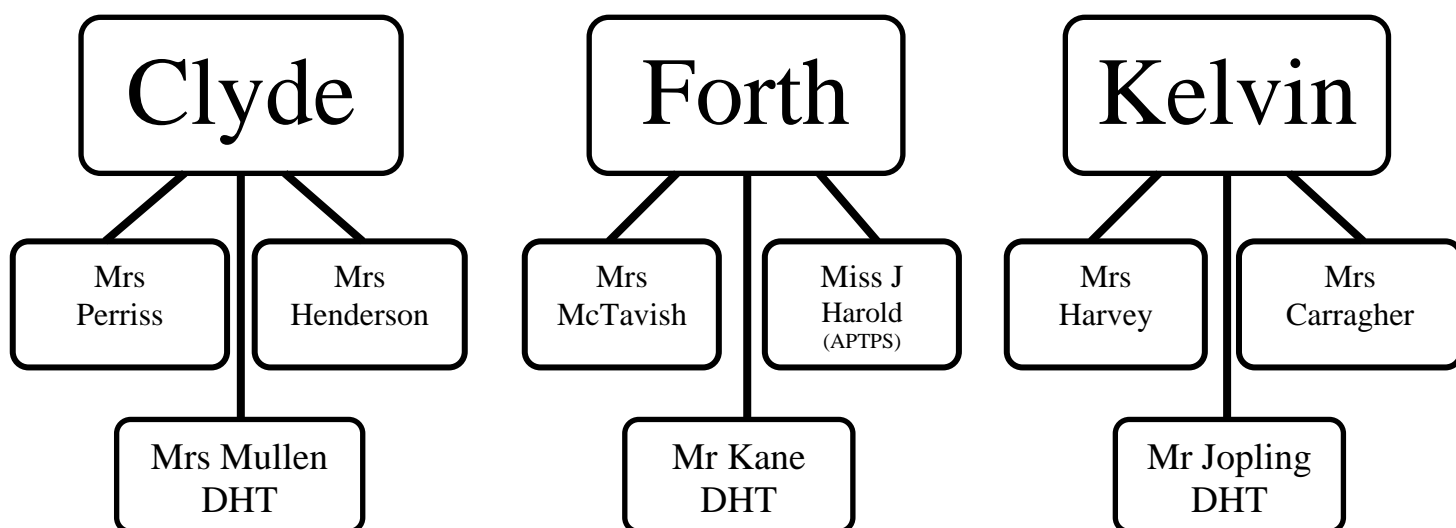 Clyde
Forth
Kelvin
Mrs
Perriss
Mrs
Henderson
Mrs
McTavish
Miss J
Harold
(APTPS)
Mrs
Harvey
Mrs
Carragher
Mrs Mullen
DHT
Mr Kane
DHT
Mr Jopling
DHT